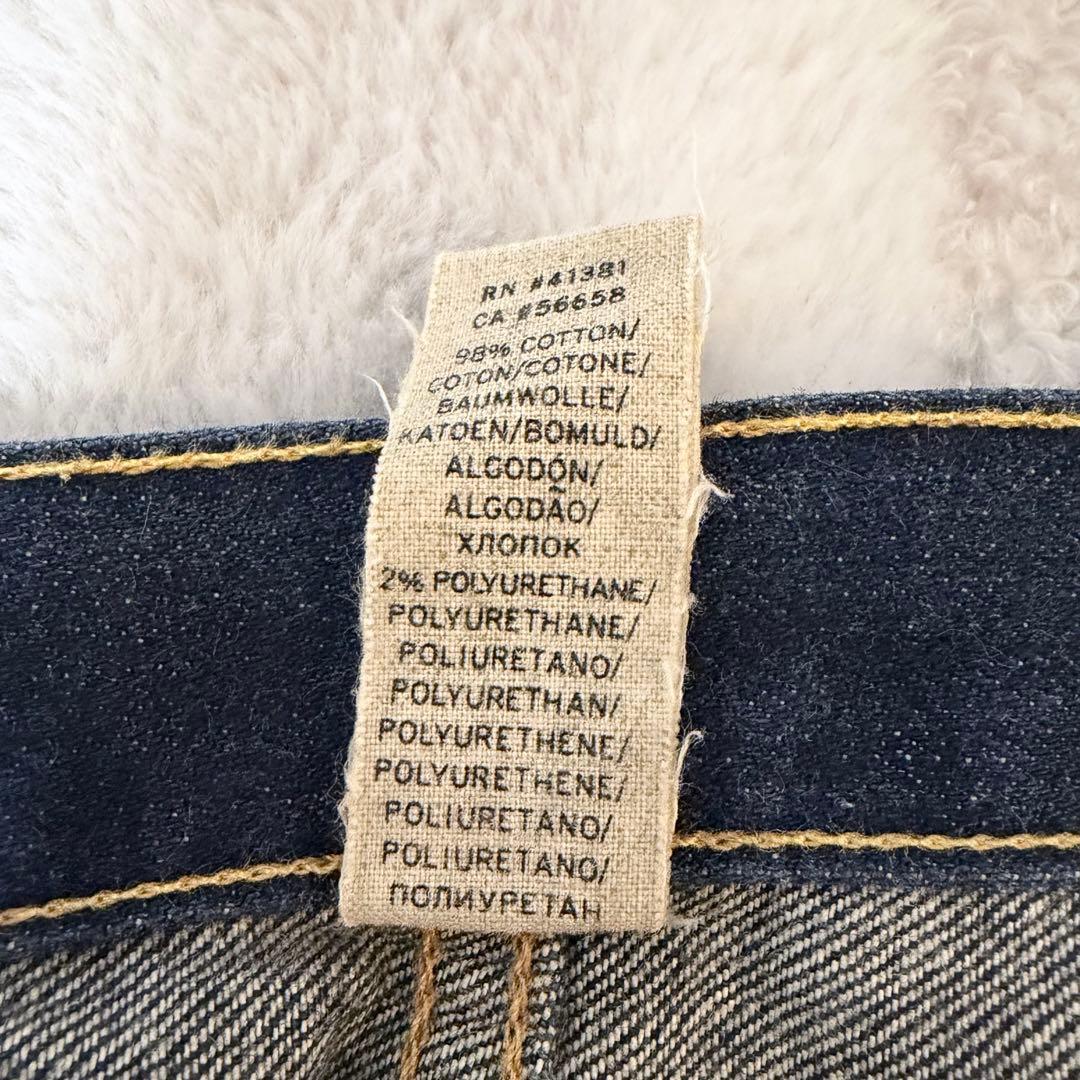 RN #41381
CA #56658
98% COTTON/
COTON/COTONE/
BAUMWOLLE/
KATOEN/BOMULD/
ALGODÓN/
ALGODÃO/
ХЛОПОК
2% POLYURETHANE/
POLYURETHANE/
POLIURETANO/
POLYURETHAN/
POLYURETHENE/
POLYURETHENE/
POLIURETANO/
POLIURETANO/
ПОЛИУРЕТАН